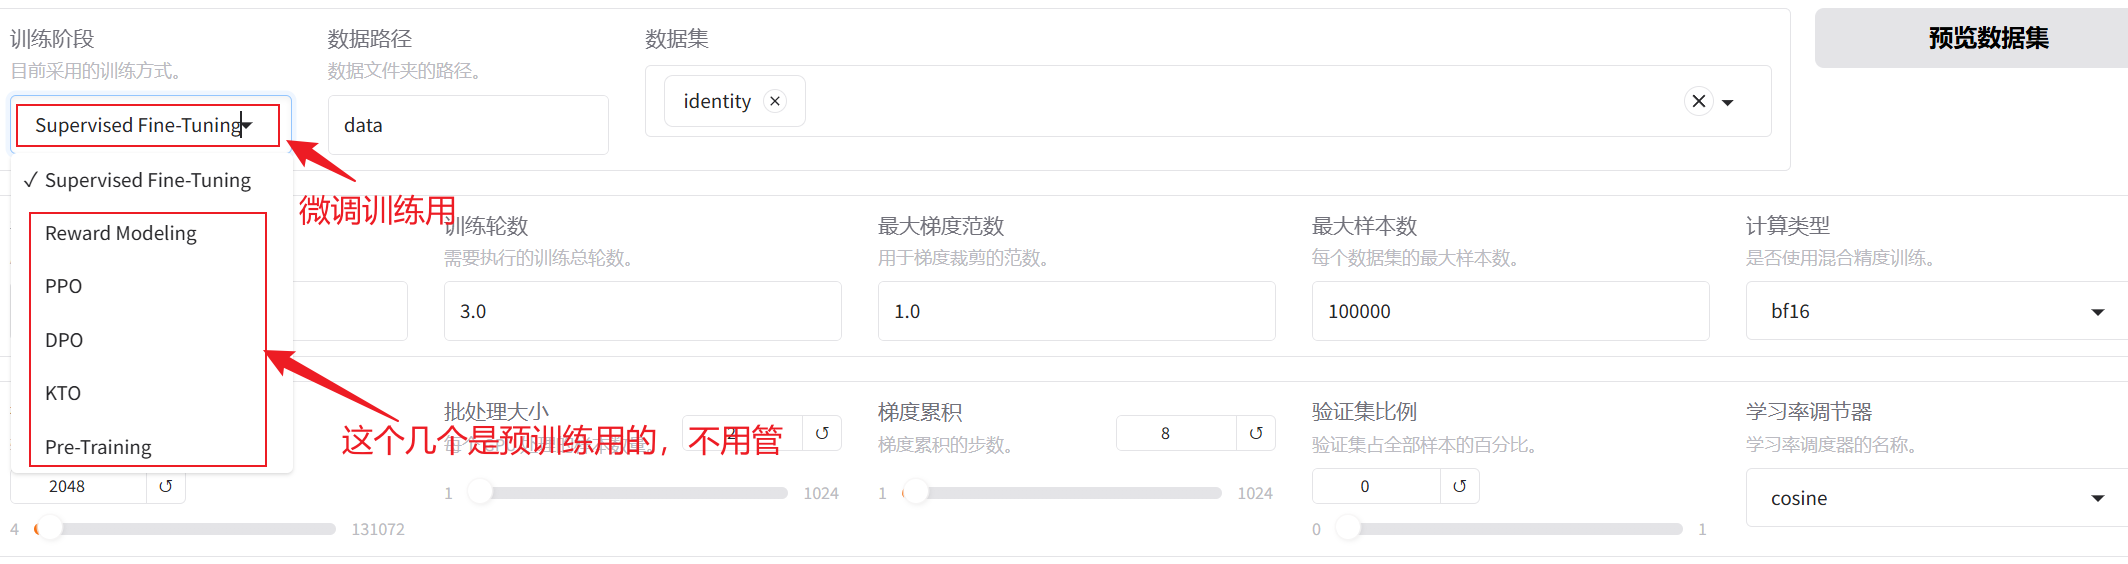 训练阶段
目前采用的训练方式。
Supervised Fine-Tuning
✓ Supervised Fine-Tuning
Reward Modeling
PPO
DPO
KTO
Pre-Training
数据路径
数据文件夹的路径。
data
数据集
identity
预览数据集
微调训练用
训练轮数
需要执行的训练总轮数。
3.0
最大梯度范数
用于梯度裁剪的范数。
1.0
最大样本数
每个数据集的最大样本数。
100000
计算类型
是否使用混合精度训练。
bf16
2048
4
131072
批处理大小
这个几个是预训练用的，不用管
2
1
1024
梯度累积
梯度累积的步数。
8
1
1024
验证集比例
验证集占全部样本的百分比。
0
0
1
学习率调节器
学习率调度器的名称。
cosine